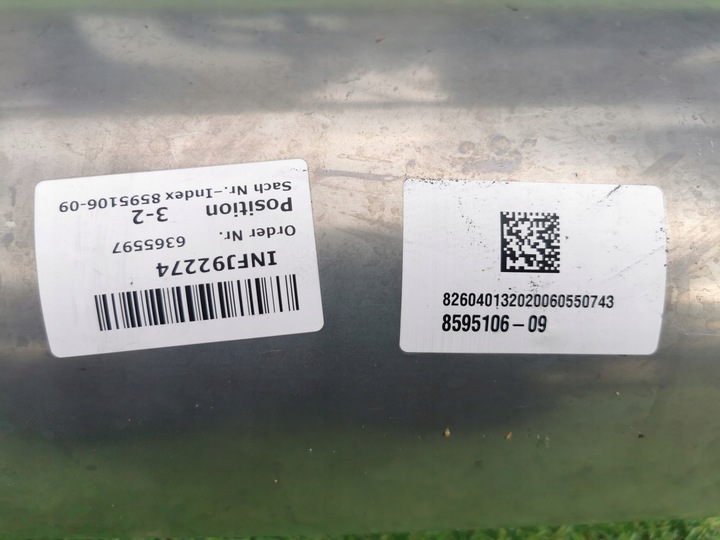 INFJ92274
Order Nr. 6365597
Position 3-2
Sach Nr.-Index 8595106-09
826040132020060550743
8595106-09